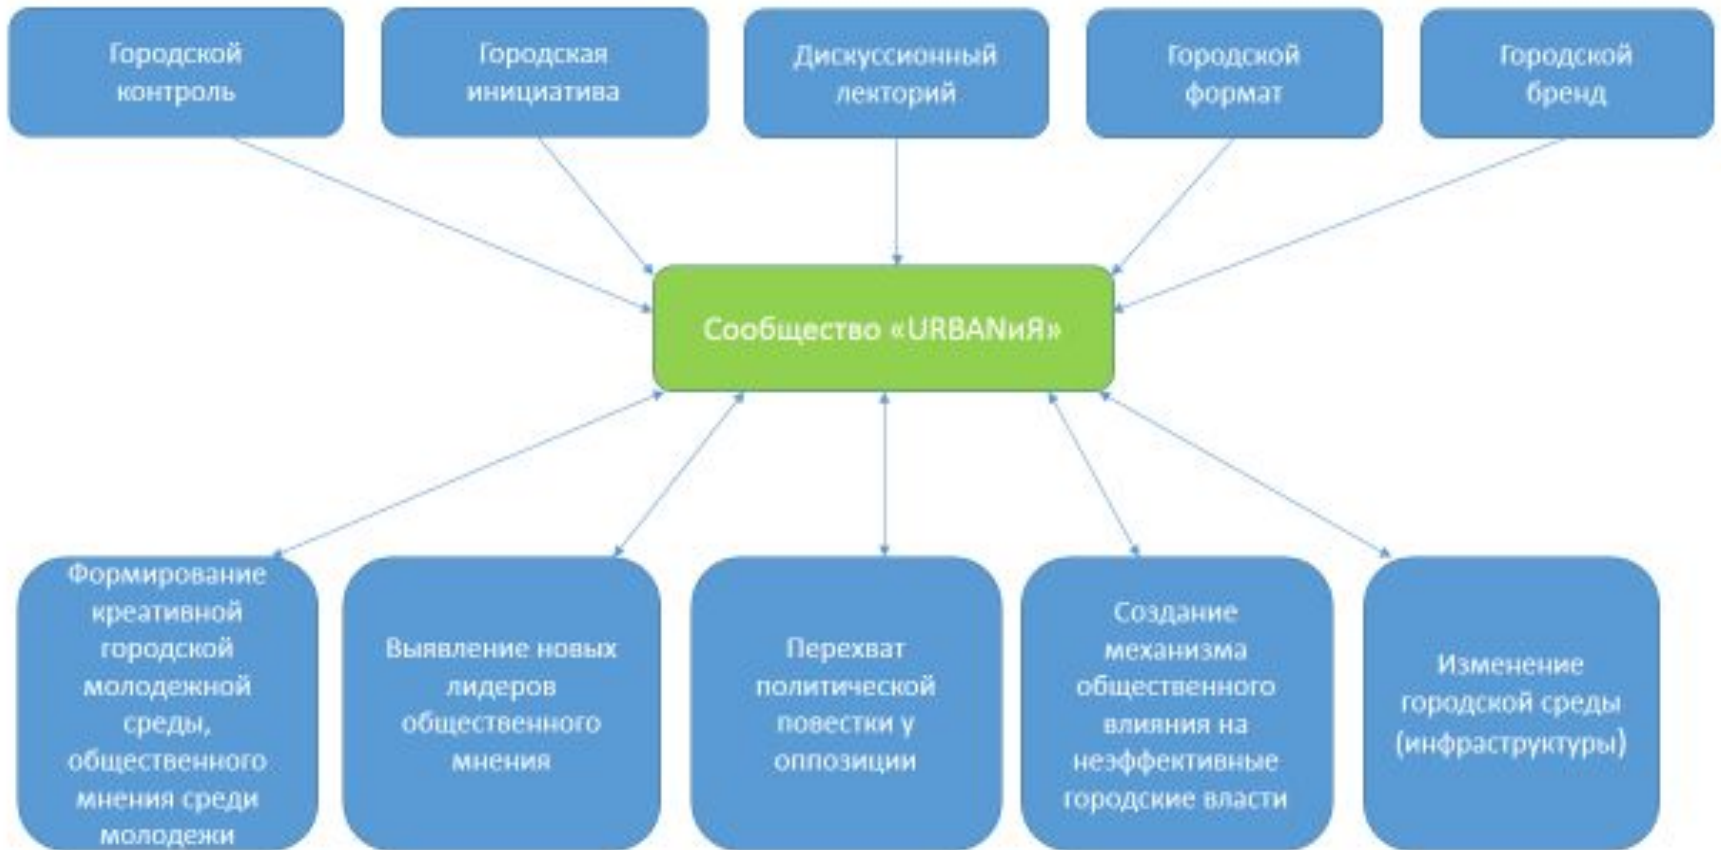 Городской
контроль
Городская
инициатива
Дискуссионный
лекторий
Городской
формат
Городской
бренд
Сообщество «URBANиЯ»
Формирование
креативной
городской
молодежной
среды,
общественного
мнения среди
молодежи
Выявление новых
лидеров
общественного
мнения
Перехват
политической
повестки у
оппозиции
Создание
механизма
общественного
влияния на
неэффективные
городские власти
Изменение
городской среды
(инфраструктуры)